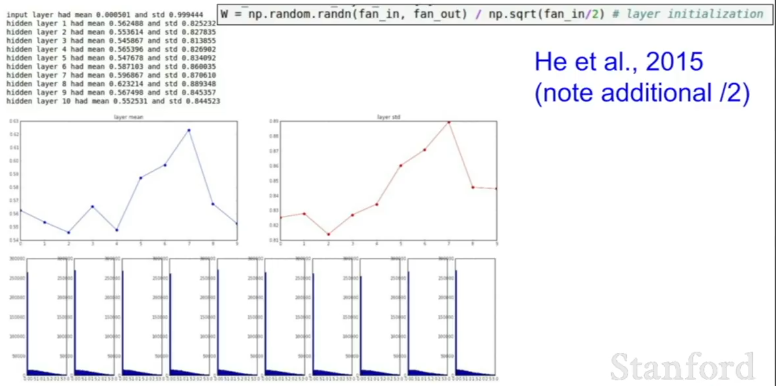 input layer had mean 0.000501 and std 0.999444
hidden layer 1 had mean 0.562488 and std 0.825232
hidden layer 2 had mean 0.553614 and std 0.827835
hidden layer 3 had mean 0.545867 and std 0.813855
hidden layer 4 had mean 0.565396 and std 0.826902
hidden layer 5 had mean 0.547678 and std 0.834092
hidden layer 6 had mean 0.587103 and std 0.860035
hidden layer 7 had mean 0.596867 and std 0.870610
hidden layer 8 had mean 0.623214 and std 0.889348
hidden layer 9 had mean 0.567498 and std 0.845357
hidden layer 10 had mean 0.552531 and std 0.844523
W = np.random.randn(fan_in, fan_out) / np.sqrt(fan_in/2) # layer initialization
He et al., 2015
(note additional /2)
layer mean
layer std
Stanford